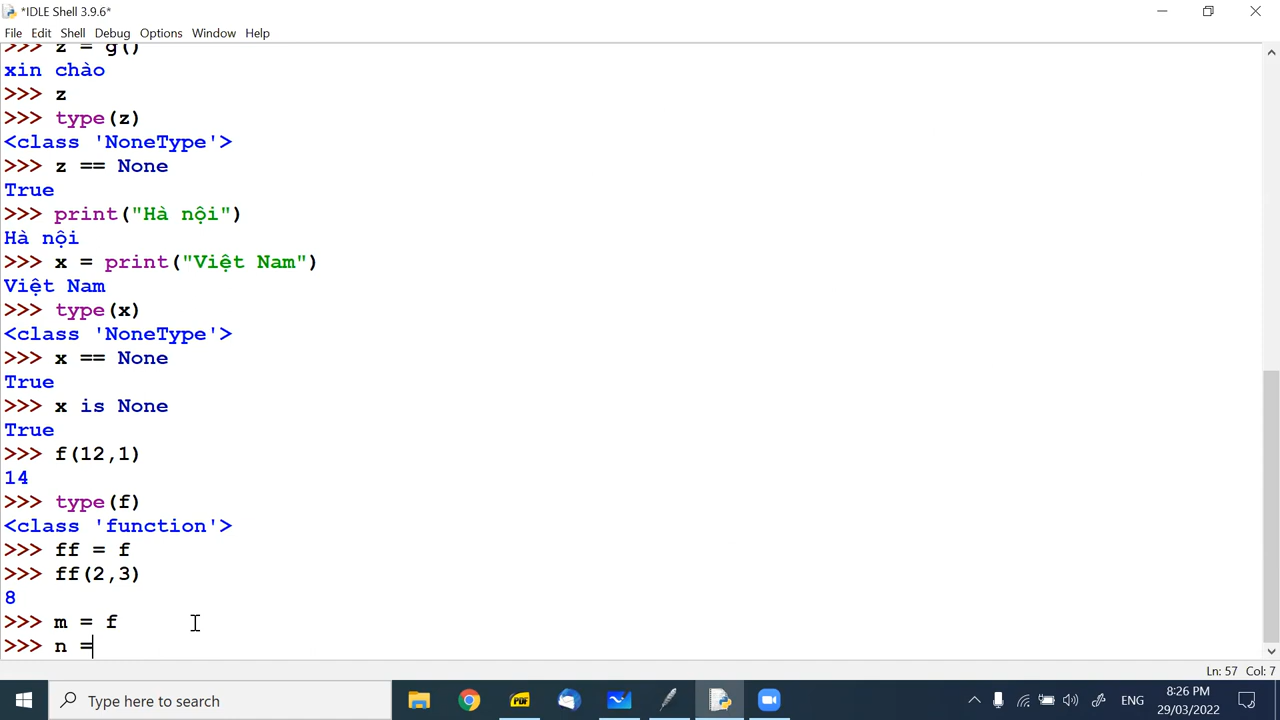 *IDLE Shell 3.9.6*
File Edit Shell Debug Options Window Help
>>> z = g()
xin chào
>>> z
>>> type(z)
<class 'NoneType'>
>>> z == None
True
>>> print("Hà nội")
Hà nội
>>> x = print("Việt Nam")
Việt Nam
>>> type(x)
<class 'NoneType'>
>>> x == None
True
>>> x is None
True
>>> f(12,1)
14
>>> type(f)
<class 'function'>
>>> ff = f
>>> ff(2,3)
8
>>> m = f
>>> n =
Ln: 57 Col: 7
Type here to search
PDF
ENG
8:26 PM
29/03/2022